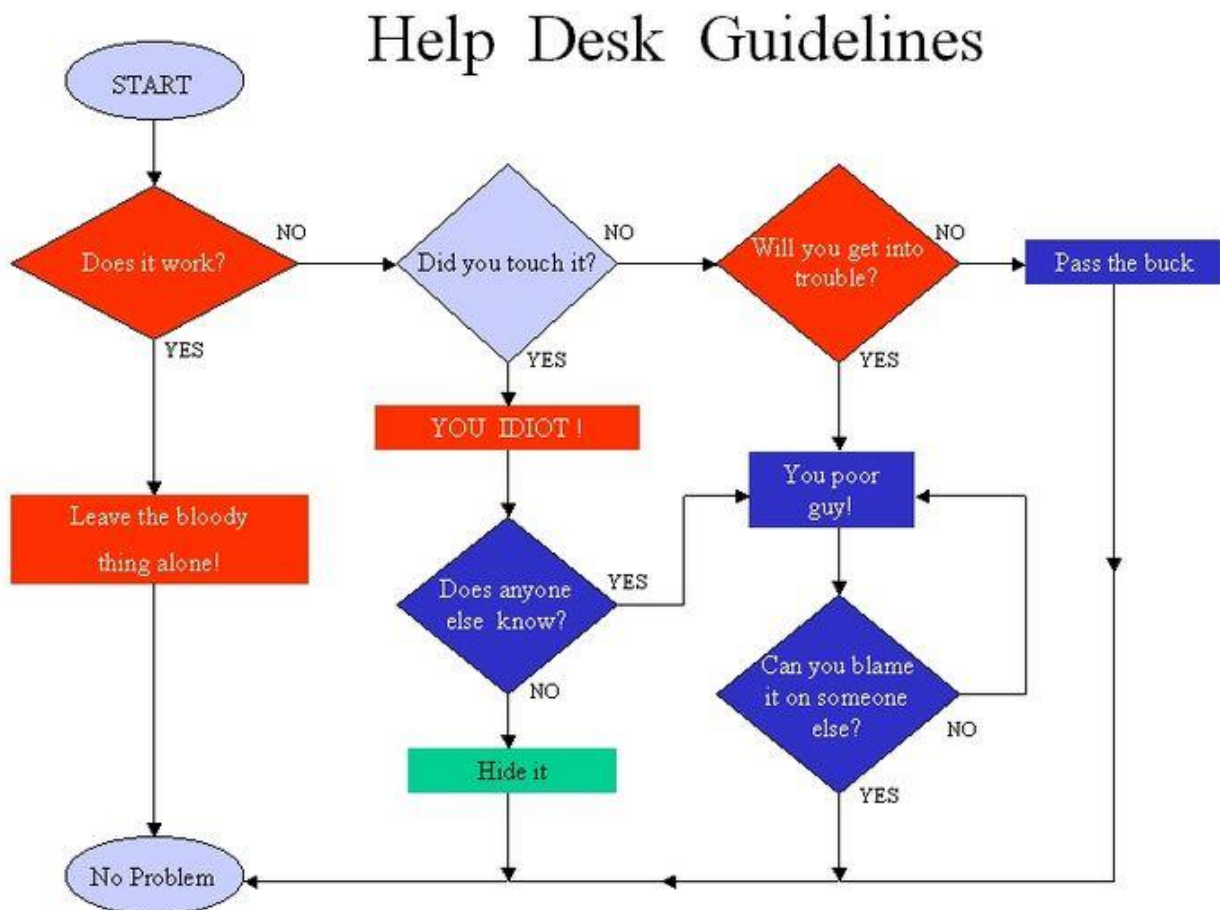 Help Desk Guidelines
START
Does it work?
NO
Did you touch it?
NO
Will you get into
trouble?
NO
Pass the buck
YES
YES
YES
YOU IDIOT !
You poor
guy!
Leave the bloody
thing alone!
Does anyone
else know?
YES
NO
Can you blame
it on someone
else?
NO
Hide it
YES
No Problem